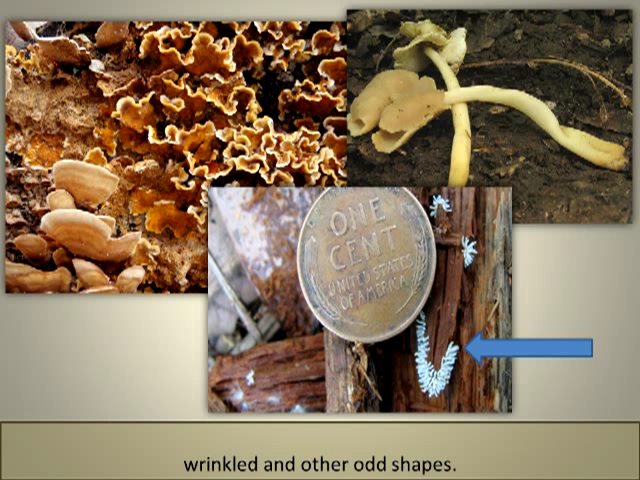 ONE
CENT
UNITED STATES
OF AMERICA
wrinkled and other odd shapes.